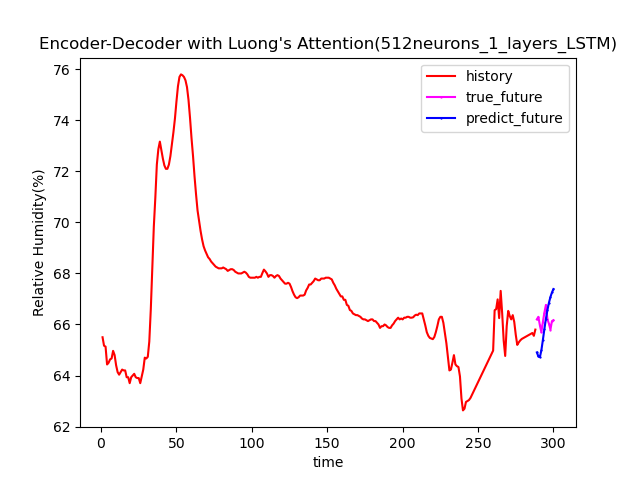 Encoder-Decoder with Luong's Attention(512neurons_1_layers_LSTM)
history
true_future
predict_future
Relative Humidity(%)
76
74
72
70
68
66
64
62
0 50 100 150 200 250 300
time